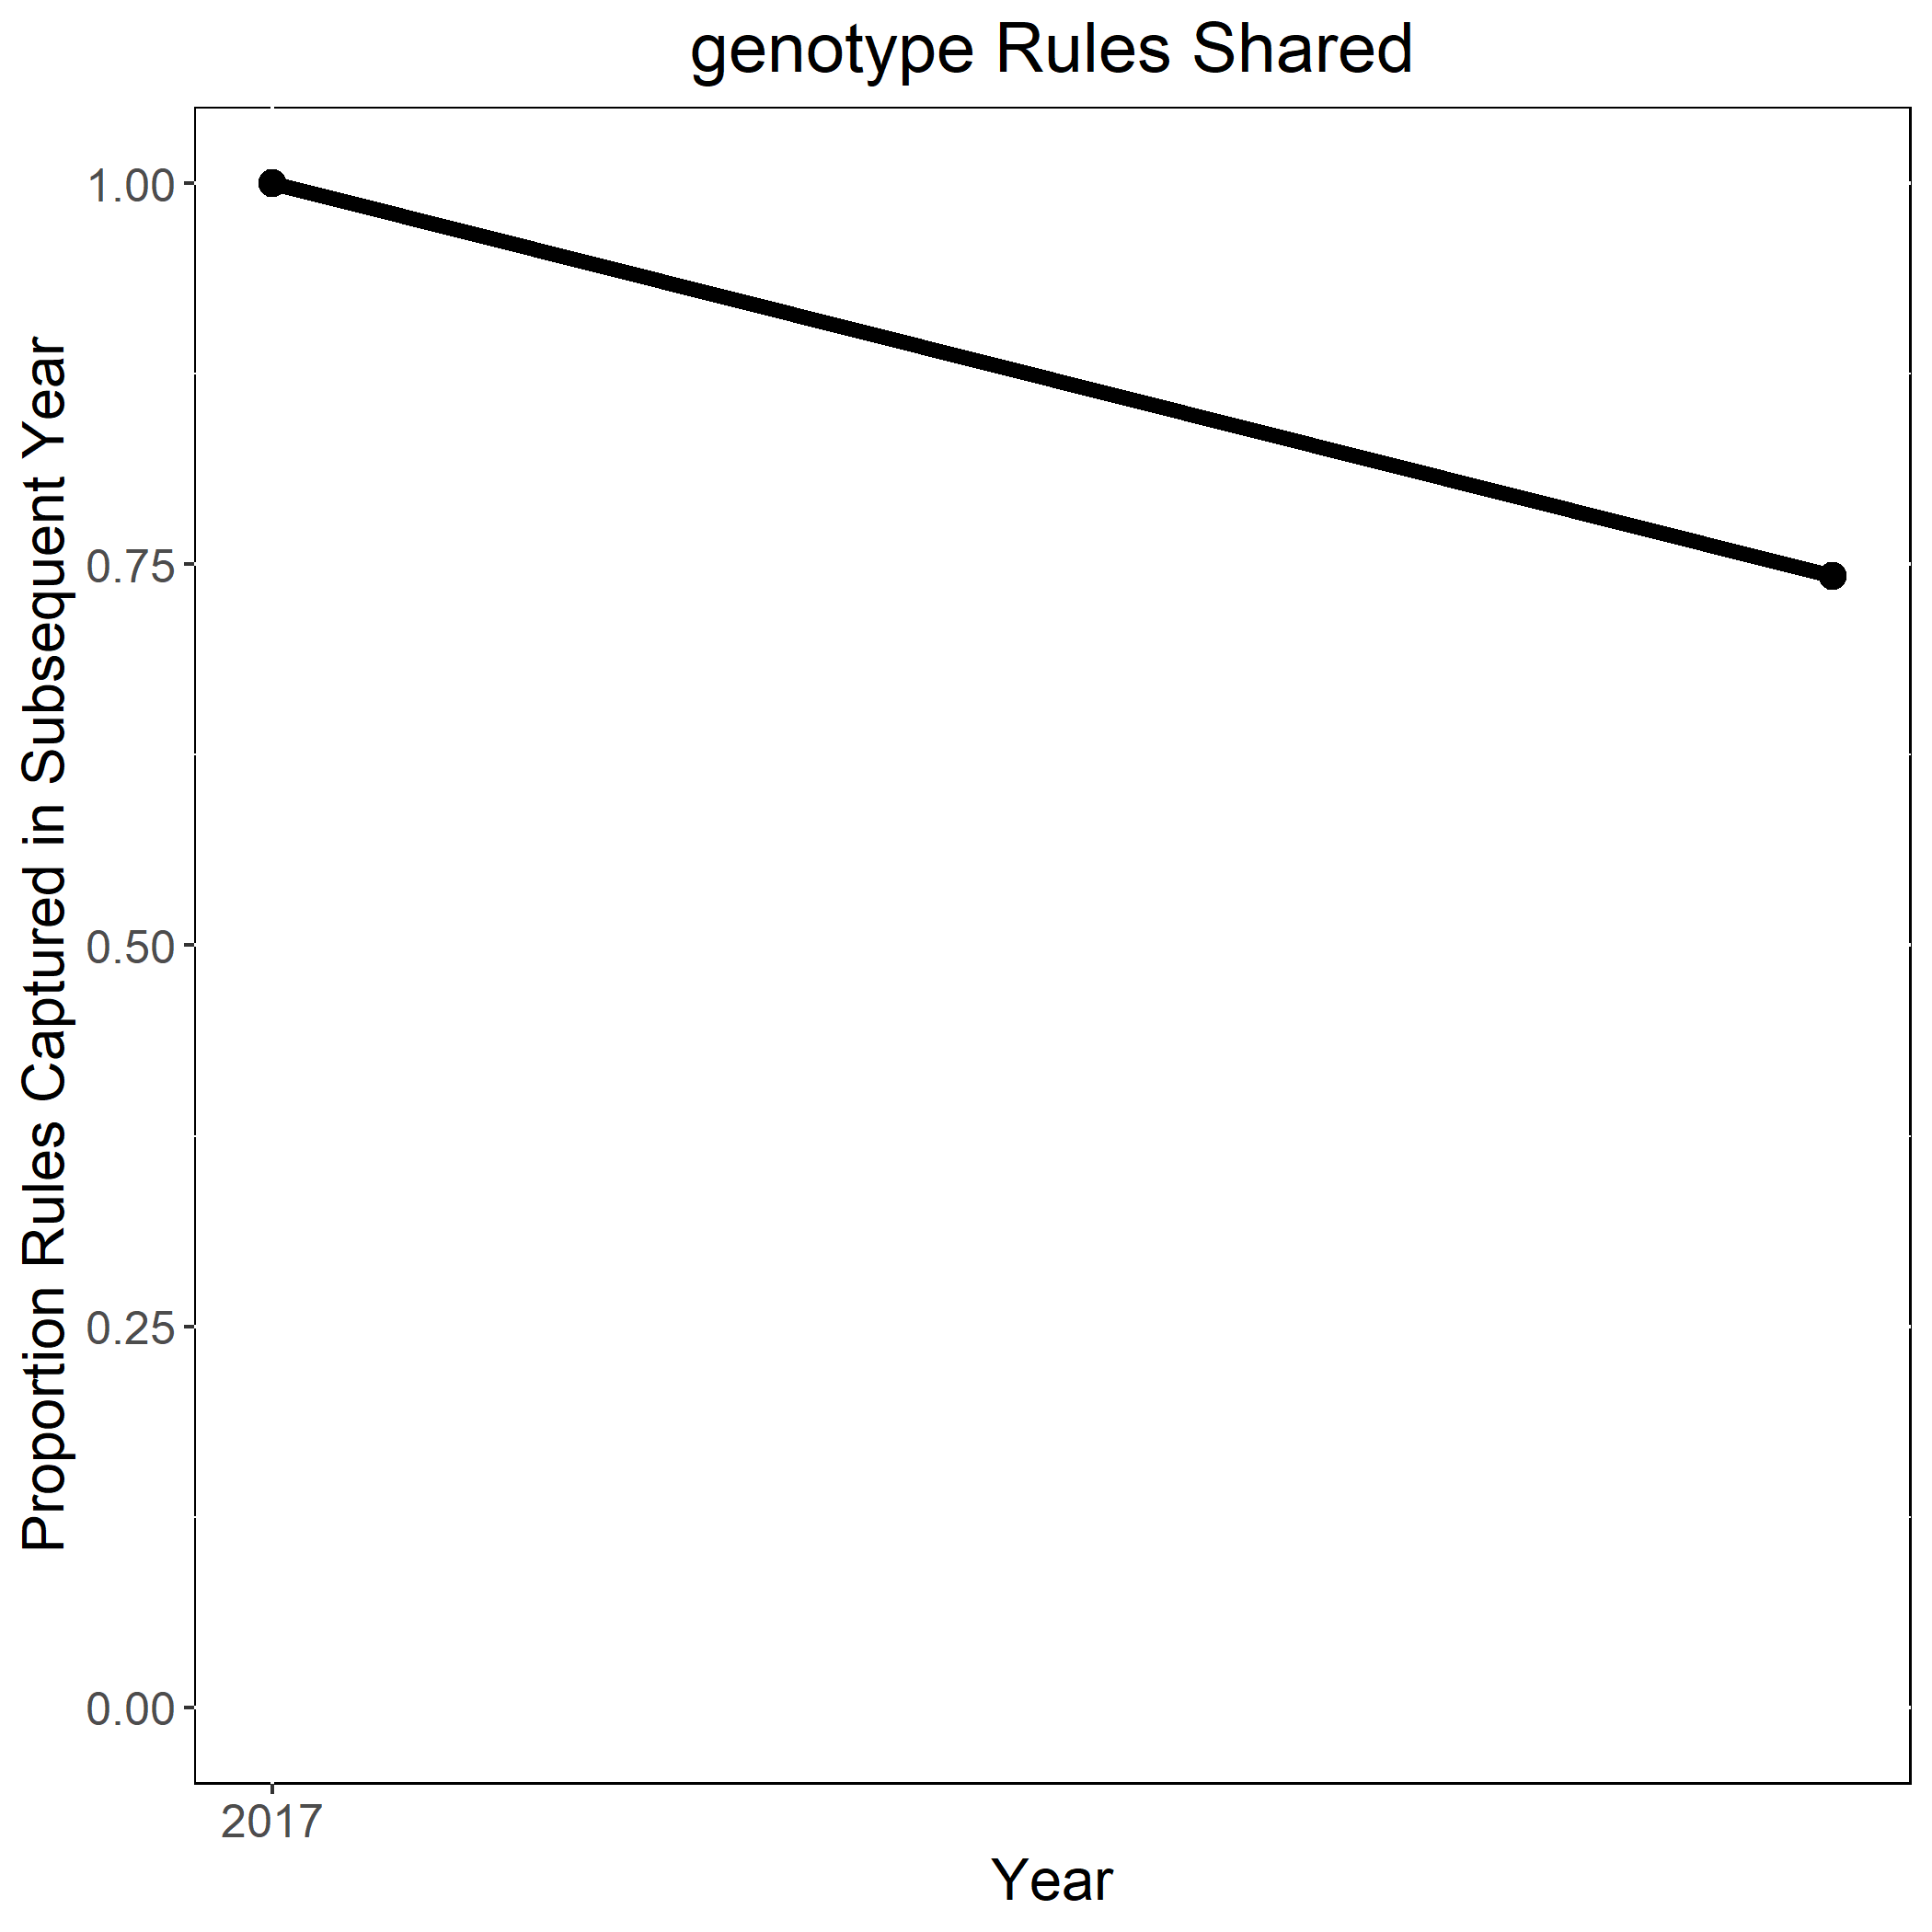 genotype Rules Shared
Proportion Rules Captured in Subsequent Year
1.00
0.75
0.50
0.25
0.00
2017
Year